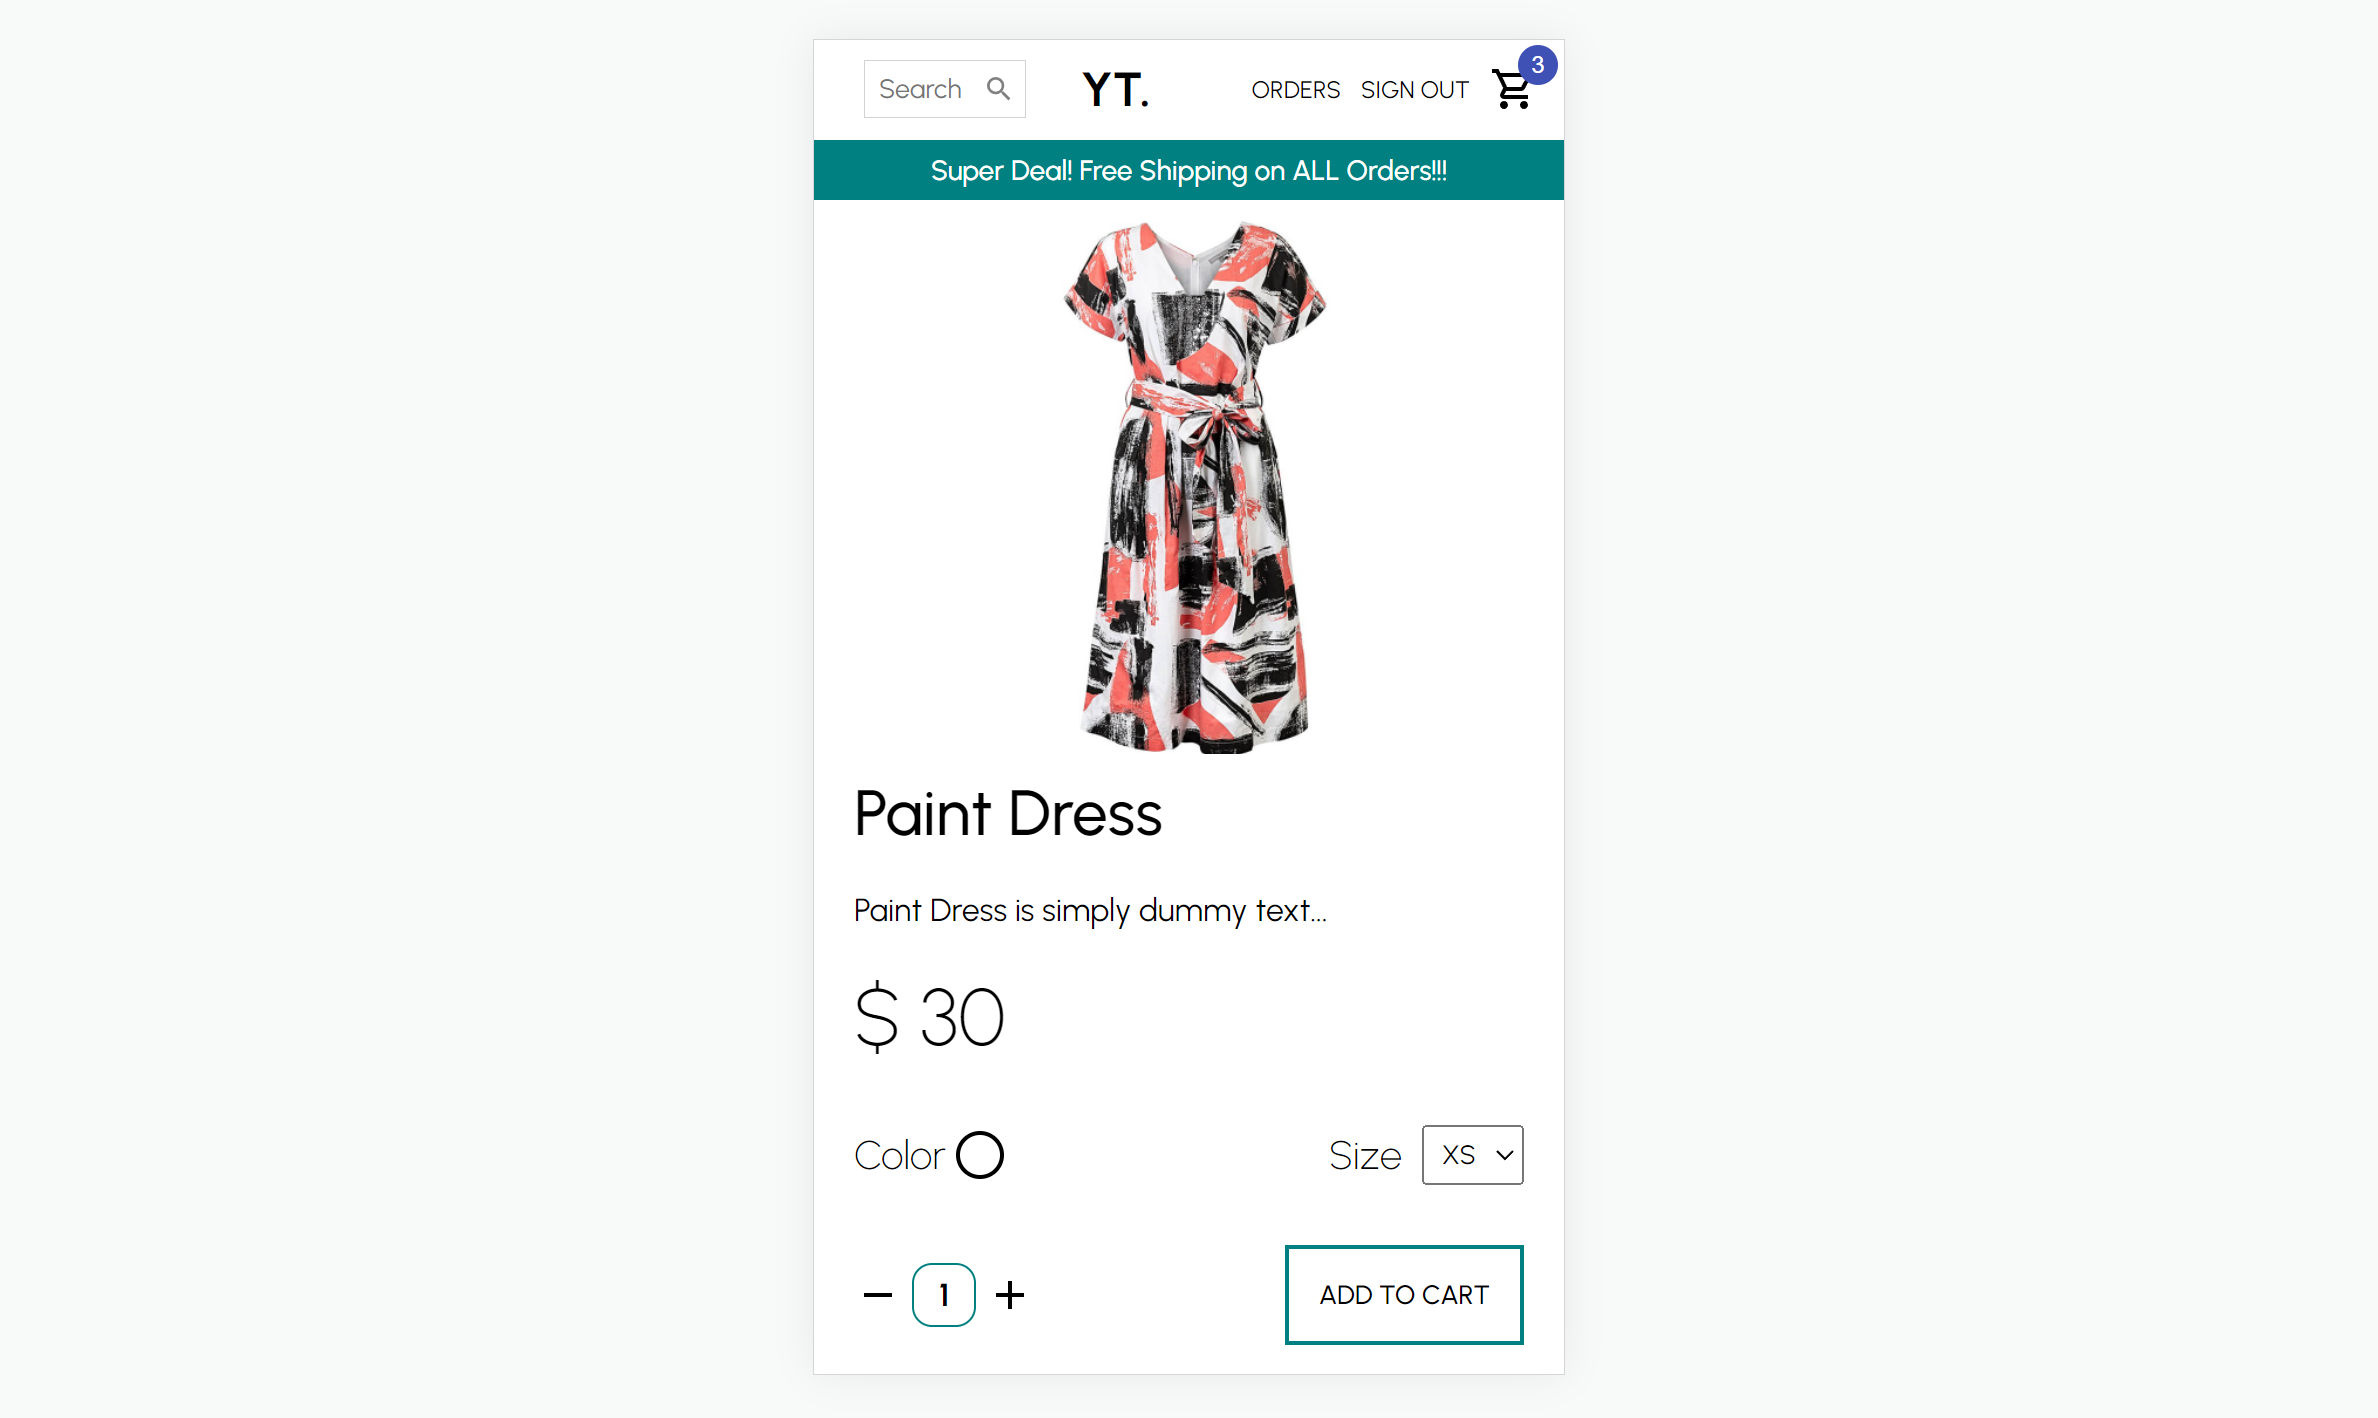 Search
YT.
ORDERS SIGN OUT
3
Super Deal! Free Shipping on ALL Orders!!!
Paint Dress
Paint Dress is simply dummy text...
$ 30
Color
Size XS
1
ADD TO CART